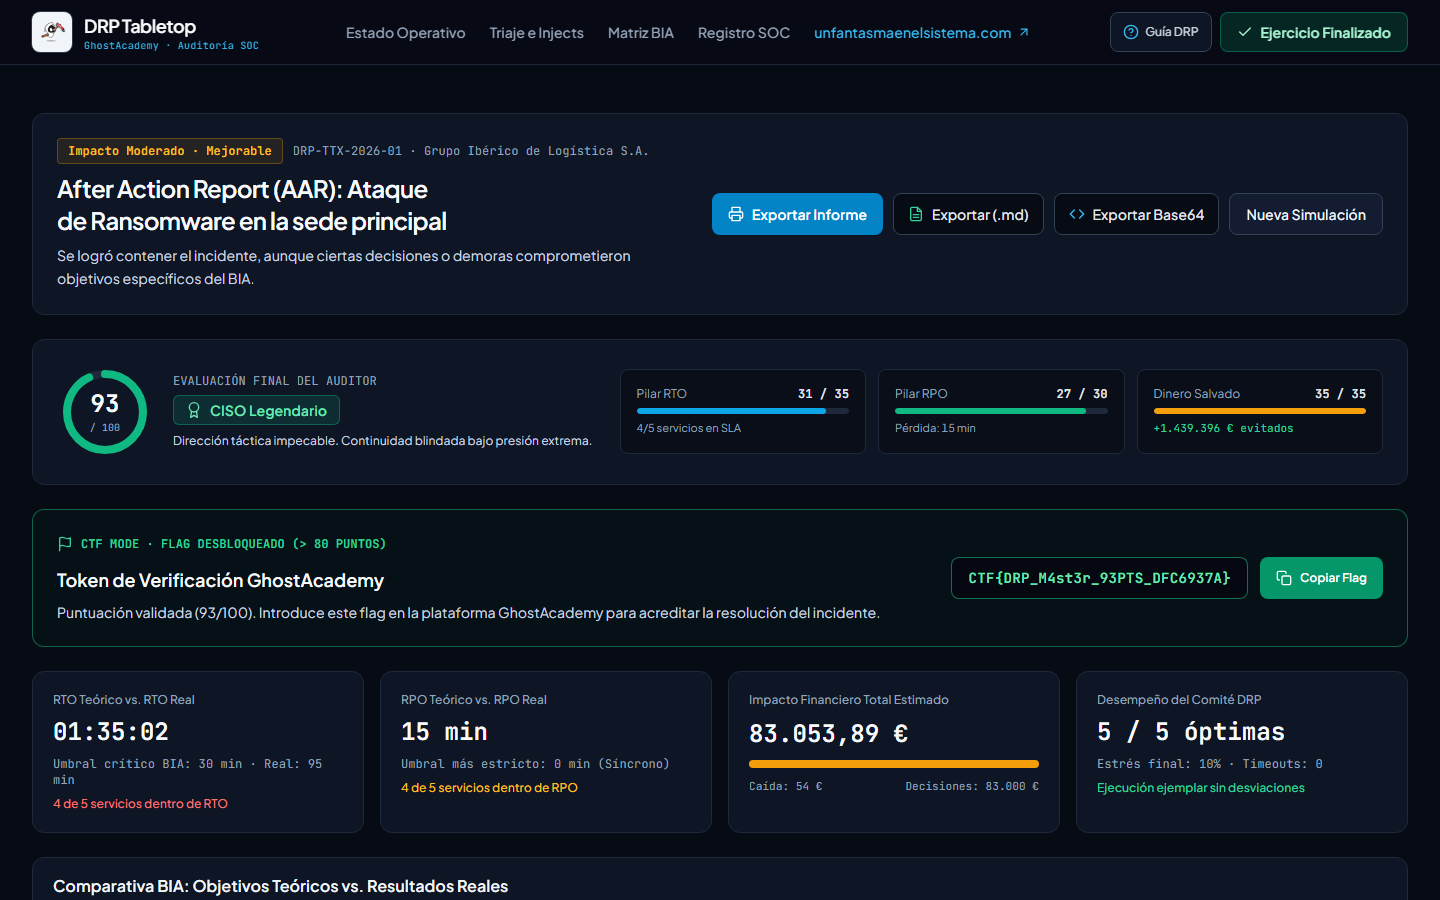 DRP Tabletop
GhostAcademy · Auditoría SOC
Estado Operativo
Triaje e Injects
Matriz BIA
Registro SOC
unfantasmaenelsistema.com ↗
Guía DRP
Ejercicio Finalizado
Impacto Moderado · Mejorable
DRP-TTX-2026-01 · Grupo Ibérico de Logística S.A.
After Action Report (AAR): Ataque
de Ransomware en la sede principal
Se logró contener el incidente, aunque ciertas decisiones o demoras comprometieron
objetivos específicos del BIA.
Exportar Informe
Exportar (.md)
Exportar Base64
Nueva Simulación
93
/ 100
EVALUACIÓN FINAL DEL AUDITOR
CISO Legendario
Dirección táctica impecable. Continuidad blindada bajo presión extrema.
Pilar RTO 31 / 35
4/5 servicios en SLA
Pilar RPO 27 / 30
Pérdida: 15 min
Dinero Salvado 35 / 35
+1.439.396 € evitados
CTF MODE · FLAG DESBLOQUEADO (> 80 PUNTOS)
Token de Verificación GhostAcademy
Puntuación validada (93/100). Introduce este flag en la plataforma GhostAcademy para acreditar la resolución del incidente.
CTF{DRP_M4st3r_93PTS_DFC6937A}
Copiar Flag
RTO Teórico vs. RTO Real
01:35:02
Umbral crítico BIA: 30 min · Real: 95
min
4 de 5 servicios dentro de RTO
RPO Teórico vs. RPO Real
15 min
Umbral más estricto: 0 min (Síncrono)
4 de 5 servicios dentro de RPO
Impacto Financiero Total Estimado
83.053,89 €
Caída: 54 € Decisiones: 83.000 €
Desempeño del Comité DRP
5 / 5 óptimas
Estrés final: 10% · Timeouts: 0
Ejecución ejemplar sin desviaciones
Comparativa BIA: Objetivos Teóricos vs. Resultados Reales